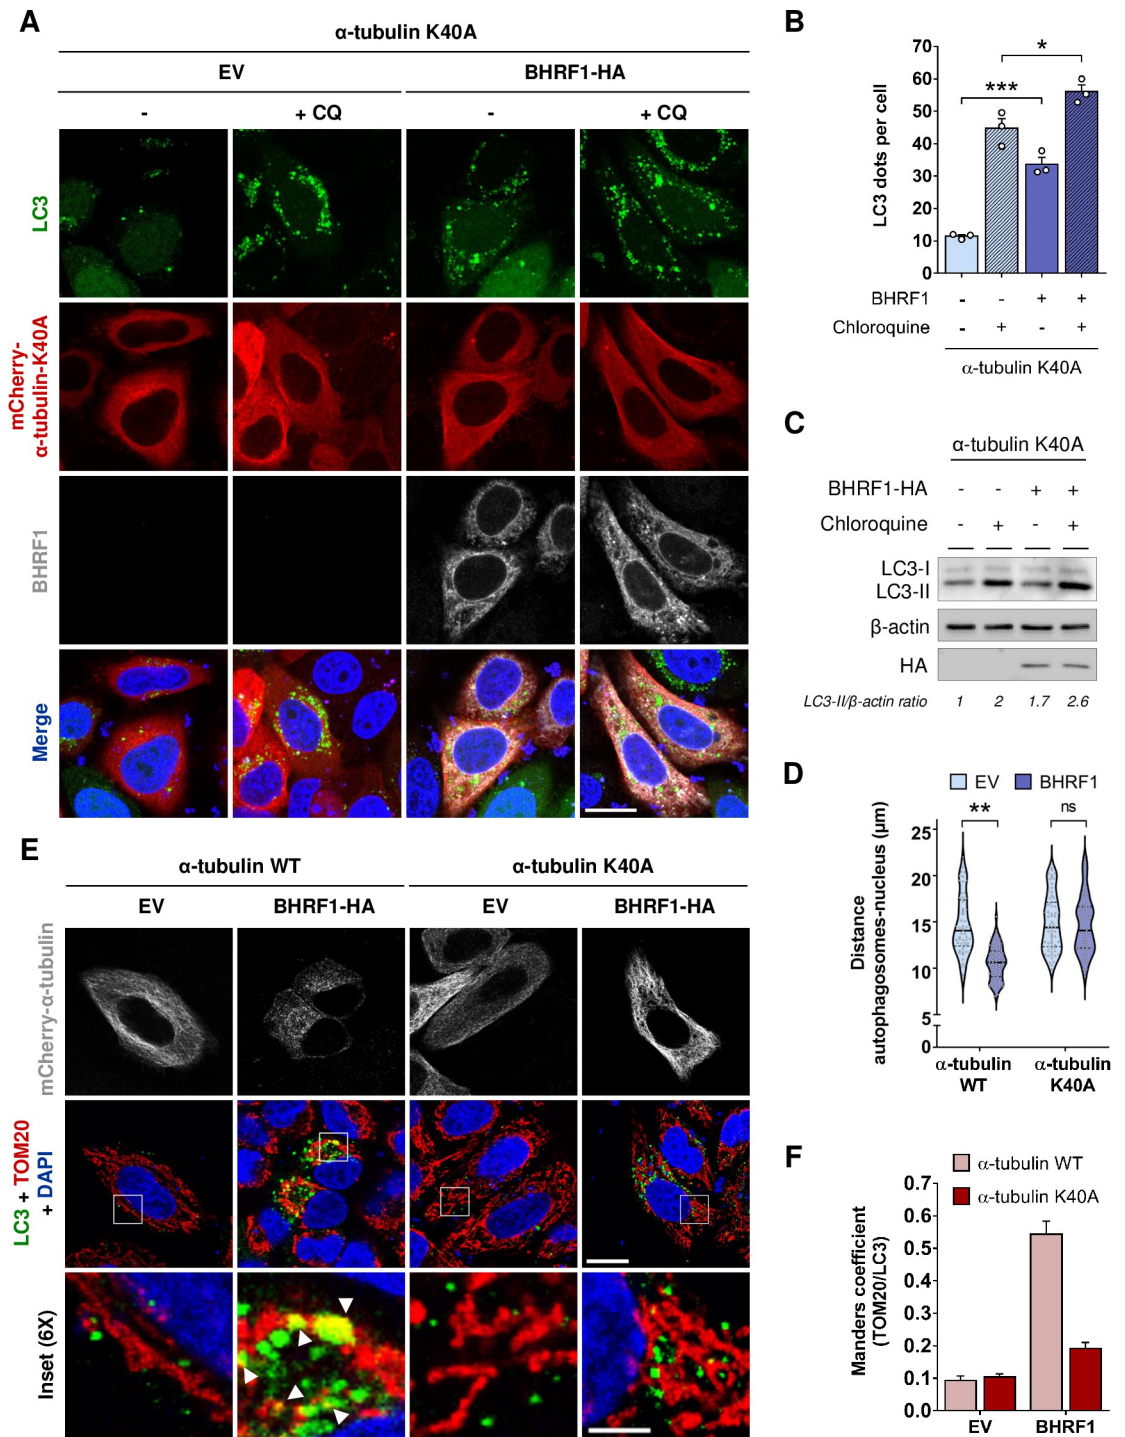 A
α-tubulin K40A
EV
BHRF1-HA
-
+ CQ
-
+ CQ
LC3
mCherry-
α-tubulin-K40A
BHRF1
Merge
B
LC3 dots per cell
70
60
50
40
30
20
10
0
***
*
BHRF1 - - + +
Chloroquine - + - +
α-tubulin K40A
C
α-tubulin K40A
BHRF1-HA - - + +
Chloroquine - + - +
LC3-I
LC3-II
β-actin
HA
LC3-II/β-actin ratio 1 2 1.7 2.6
D
EV BHRF1
Distance
autophagosomes-nucleus (μm)
25
20
15
10
5
0
**
ns
α-tubulin
WT
α-tubulin
K40A
E
α-tubulin WT
α-tubulin K40A
EV
BHRF1-HA
EV
BHRF1-HA
mCherry-α-tubulin
LC3 + TOM20
+ DAPI
Inset (6X)
F
α-tubulin WT
α-tubulin K40A
Manders coefficient
(TOM20/LC3)
0.7
0.6
0.5
0.4
0.3
0.2
0.1
0.0
EV
BHRF1